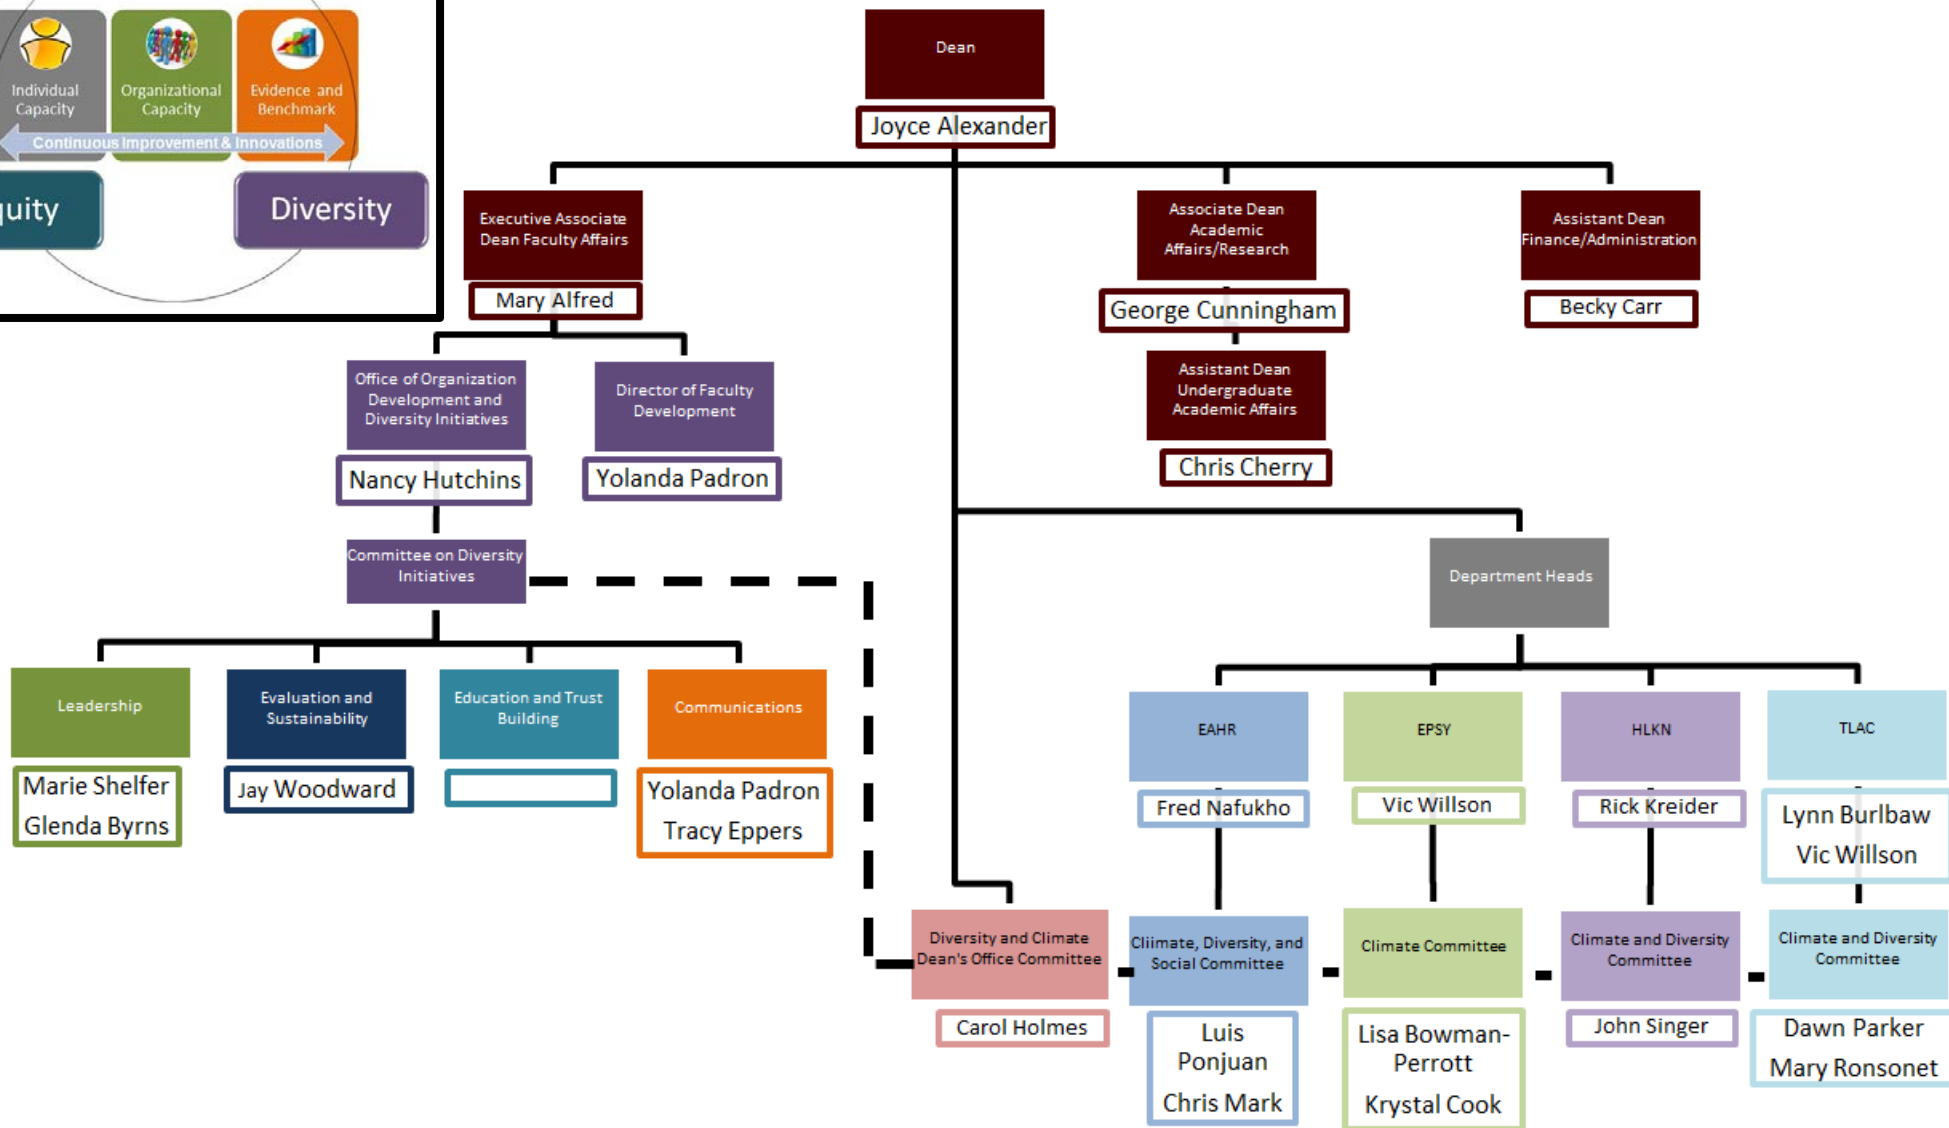 Individual
Capacity
Organizational
Capacity
Evidence and
Benchmark
Continuous Improvement & Innovations
quity
Diversity
Dean
Joyce Alexander
Executive Associate
Dean Faculty Affairs
Mary Alfred
Associate Dean
Academic
Affairs/Research
George Cunningham
Assistant Dean
Finance/Administration
Becky Carr
Office of Organization
Development and
Diversity Initiatives
Nancy Hutchins
Director of Faculty
Development
Yolanda Padron
Assistant Dean
Undergraduate
Academic Affairs
Chris Cherry
Committee on Diversity
Initiatives
Department Heads
Leadership
Marie Shelfer
Glenda Byrns
Evaluation and
Sustainability
Jay Woodward
Education and Trust
Building
Communications
Yolanda Padron
Tracy Eppers
EAHR
Fred Nafukho
EPSY
Vic Willson
HLKN
Rick Kreider
TLAC
Lynn Burlbaw
Vic Willson
Diversity and Climate
Dean's Office Committee
Carol Holmes
Cliimate, Diversity, and
Social Committee
Luis
Ponjuan
Chris Mark
Climate Committee
Lisa Bowman-
Perrott
Krystal Cook
Climate and Diversity
Committee
John Singer
Climate and Diversity
Committee
Dawn Parker
Mary Ronsonet